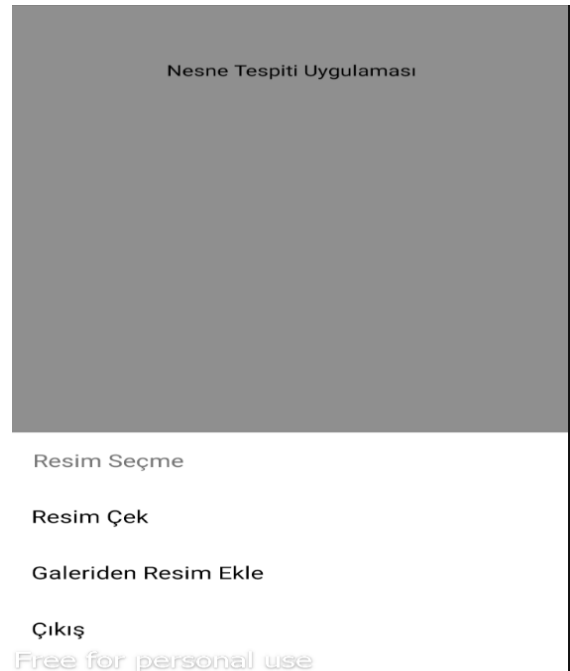 Nesne Tespiti Uygulaması
Resim Seçme
Resim Çek
Galeriden Resim Ekle
Çıkış
Free for personal use